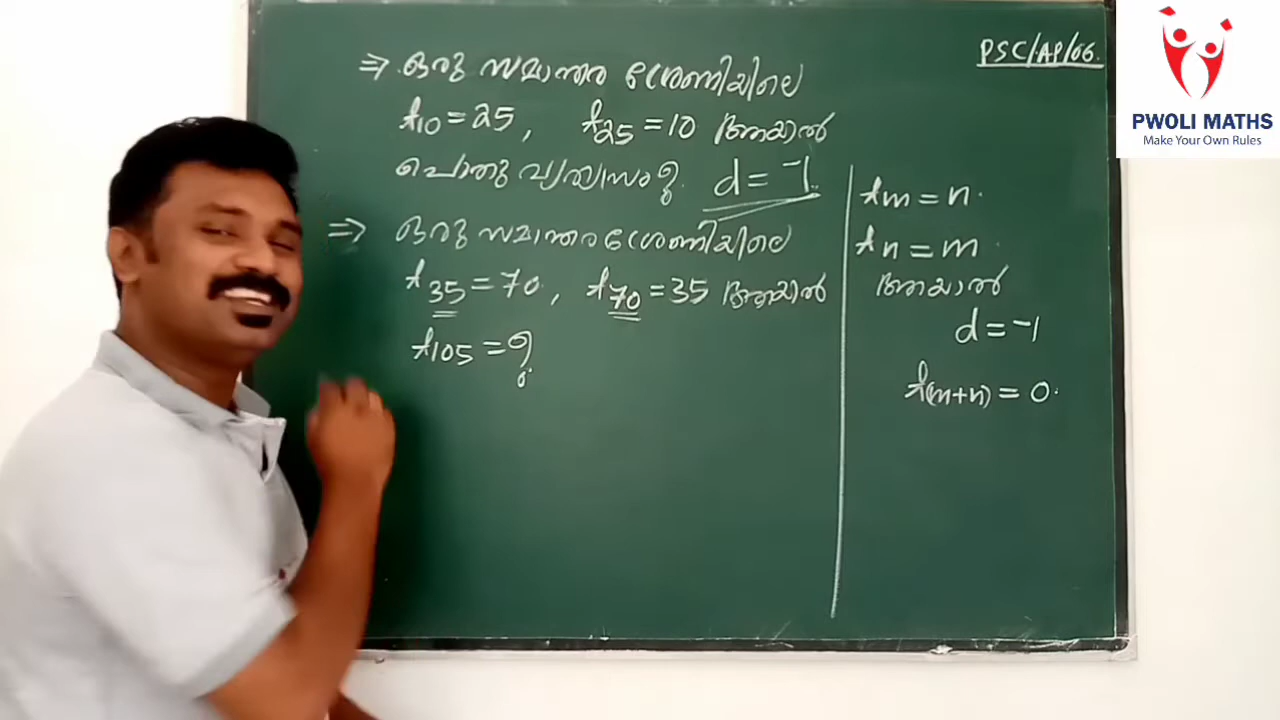 PSC/AP/06.
PWOLI MATHS
Make Your Own Rules
⇒ ഒരു സമാന്തര ശ്രേണിയിലെ
t10 = 25, t25 = 10 ആയാൽ
പൊതു വ്യത്യാസം? d = -1
⇒ ഒരു സമാന്തര ശ്രേണിയിലെ
t35 = 70, t70 = 35 ആയാൽ
t105 = ?
tm = n.
tn = m
ആയാൽ
d = -1
t(m+n) = 0.